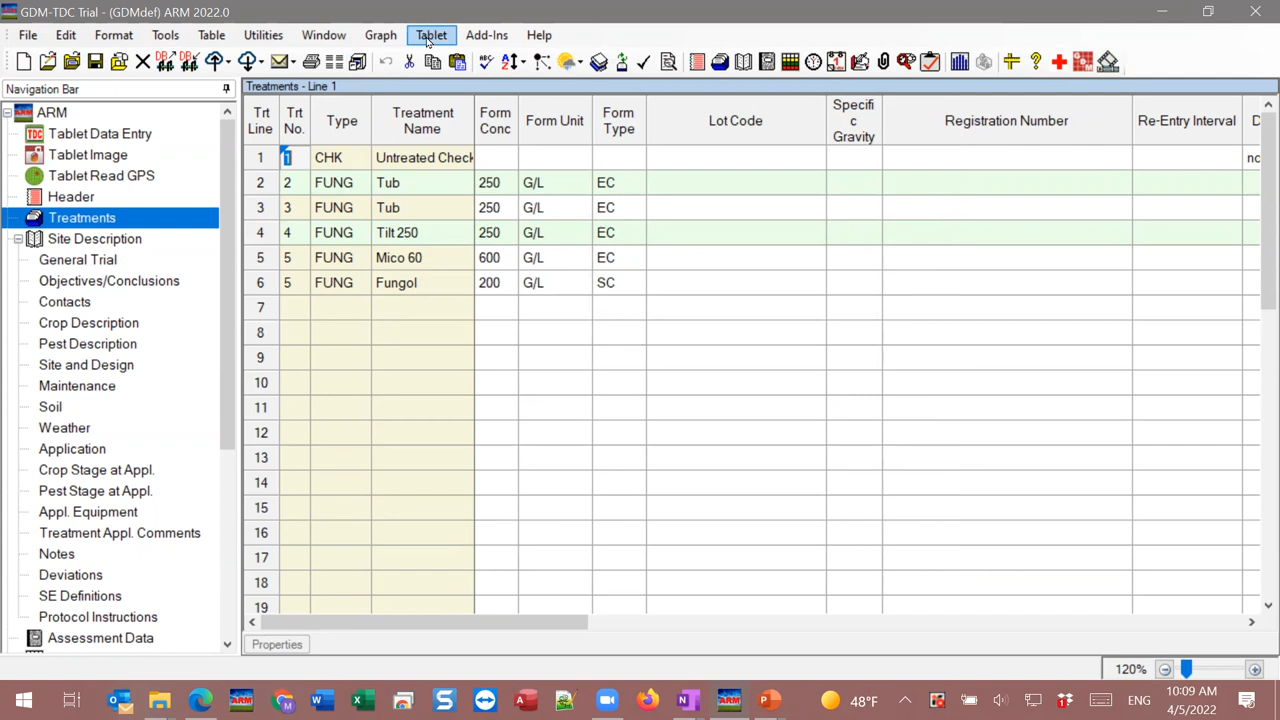 GDM-TDC Trial - (GDMdef) ARM 2022.0
File Edit Format Tools Table Utilities Window Graph Tablet Add-Ins Help
Navigation Bar
ARM
Tablet Data Entry
Tablet Image
Tablet Read GPS
Header
Treatments
Site Description
General Trial
Objectives/Conclusions
Contacts
Crop Description
Pest Description
Site and Design
Maintenance
Soil
Weather
Application
Crop Stage at Appl.
Pest Stage at Appl.
Appl. Equipment
Treatment Appl. Comments
Notes
Deviations
SE Definitions
Protocol Instructions
Assessment Data
Treatments - Line 1
Trt Line Trt No. Type Treatment Name Form Conc Form Unit Form Type Lot Code Specific Gravity Registration Number Re-Entry Interval D
1 1 CHK Untreated Check no
2 2 FUNG Tub 250 G/L EC
3 3 FUNG Tub 250 G/L EC
4 4 FUNG Tilt 250 250 G/L EC
5 5 FUNG Mico 60 600 G/L EC
6 5 FUNG Fungol 200 G/L SC
7
8
9
10
11
12
13
14
15
16
17
18
19
Properties
120%
48°F ENG 10:09 AM
4/5/2022